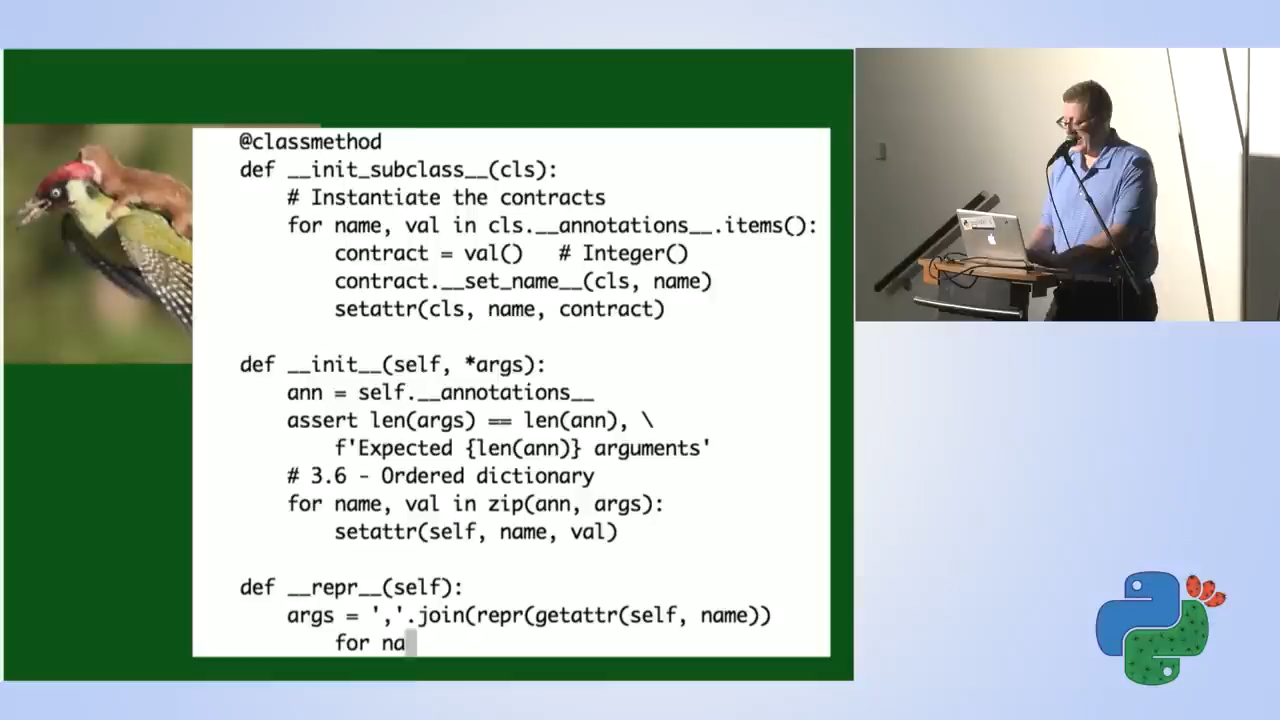 @classmethod
def __init_subclass__(cls):
# Instantiate the contracts
for name, val in cls.__annotations__.items():
contract = val()   # Integer()
contract.__set_name__(cls, name)
setattr(cls, name, contract)
def __init__(self, *args):
ann = self.__annotations__
assert len(args) == len(ann), \
f'Expected {len(ann)} arguments'
# 3.6 - Ordered dictionary
for name, val in zip(ann, args):
setattr(self, name, val)
def __repr__(self):
args = ','.join(repr(getattr(self, name))
for na